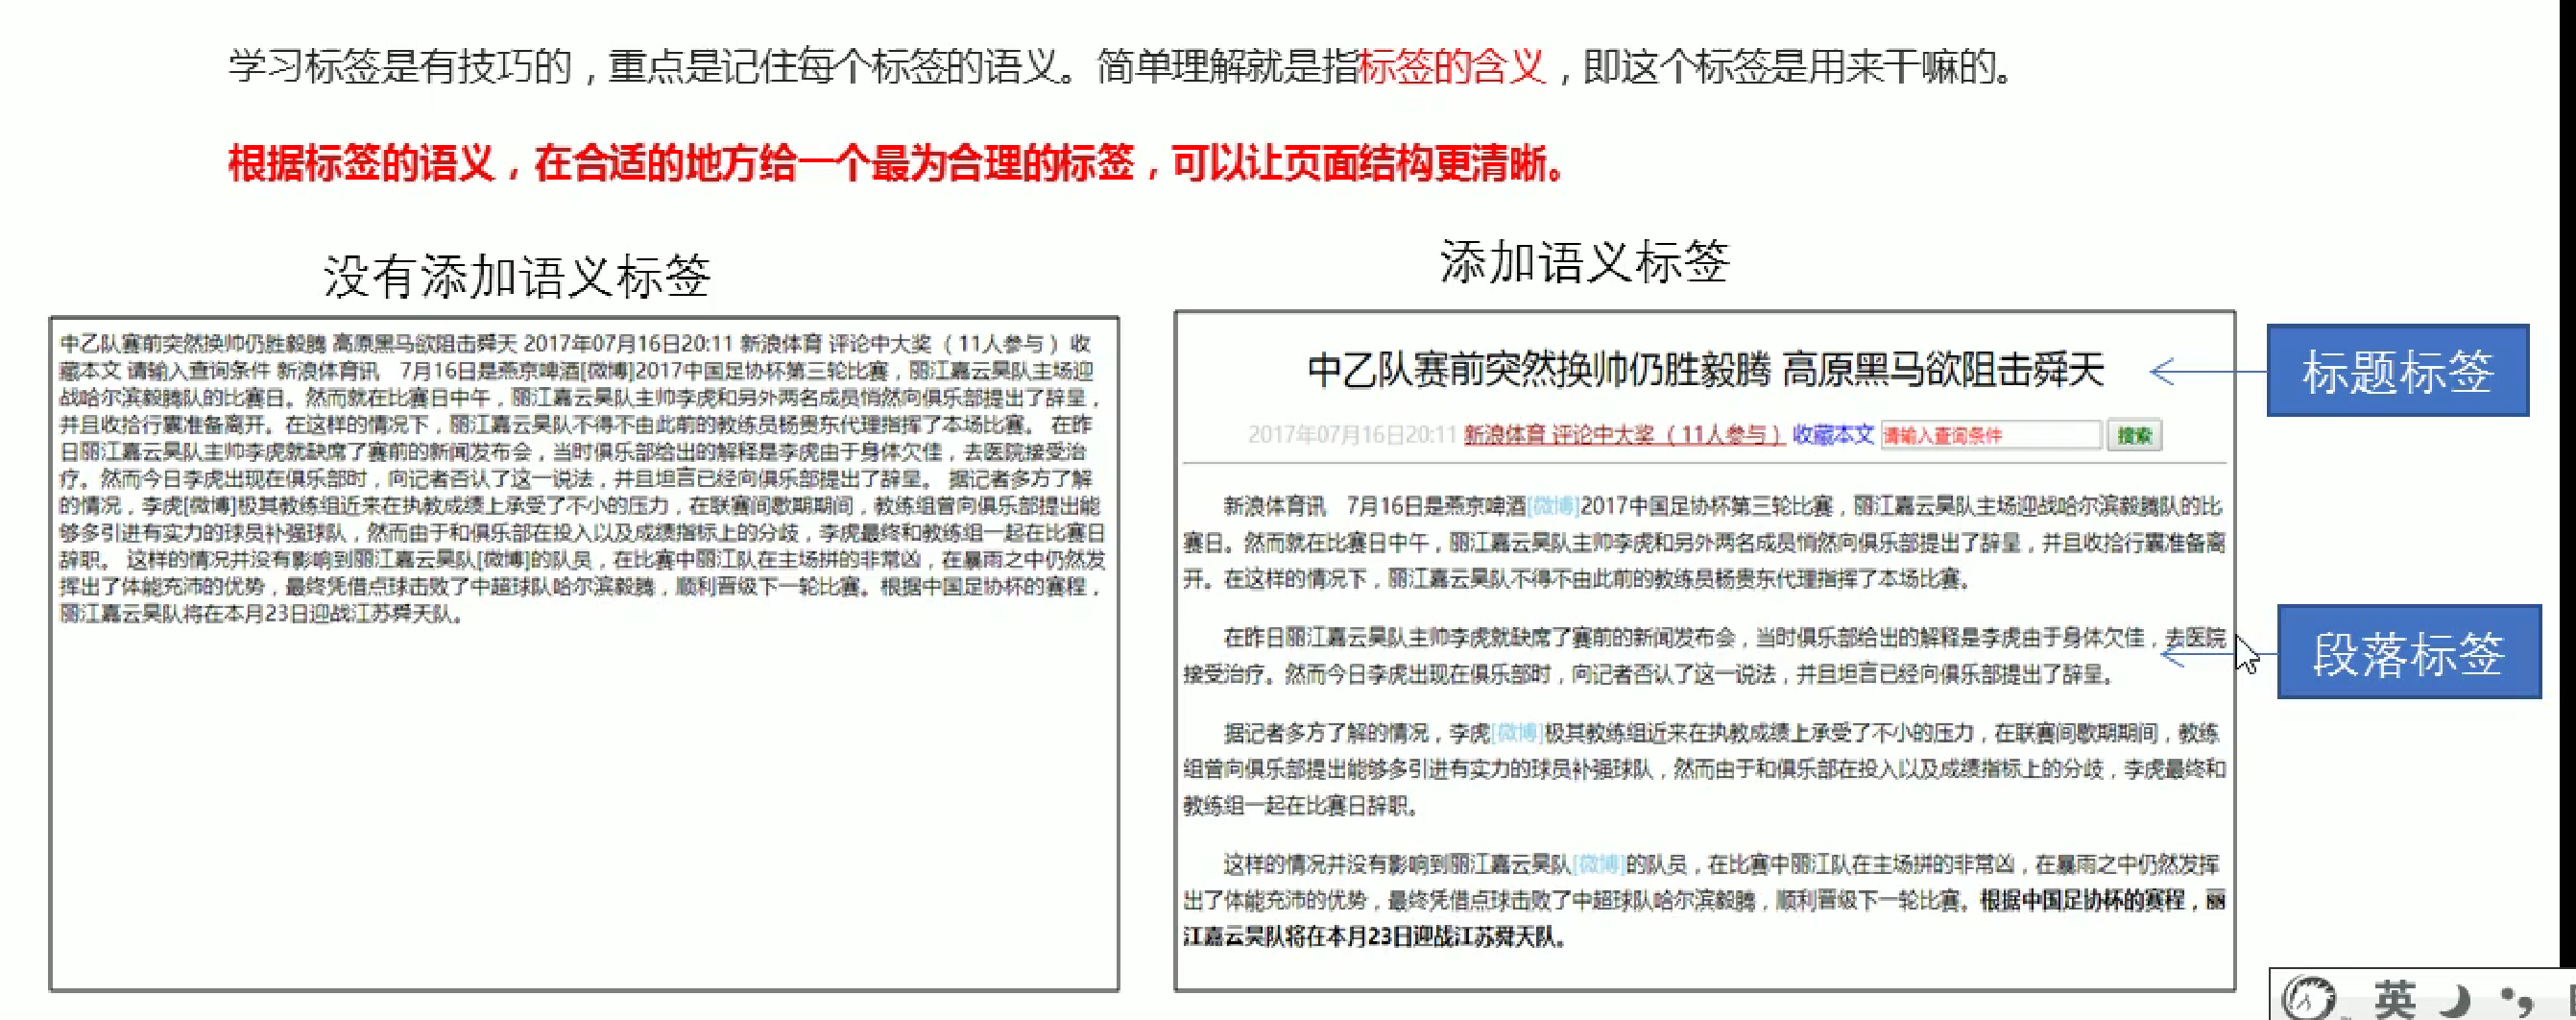 学习标签是有技巧的，重点是记住每个标签的语义。简单理解就是指标签的含义，即这个标签是用来干嘛的。
根据标签的语义，在合适的地方给一个最为合理的标签，可以让页面结构更清晰。
没有添加语义标签
中乙队赛前突然换帅仍胜毅腾 高原黑马欲阻击舜天 2017年07月16日20:11 新浪体育 评论中大奖（11人参与）收
藏本文 请输入查询条件 新浪体育讯　7月16日是燕京啤酒[微博]2017中国足协杯第三轮比赛，丽江嘉云昊队主场迎
战哈尔滨毅腾队的比赛日。然而就在比赛日中午，丽江嘉云昊队主帅李虎和另外两名成员悄然向俱乐部提出了辞呈，
并且收拾行囊准备离开。在这样的情况下，丽江嘉云昊队不得不由此前的教练员杨贵东代理指挥了本场比赛。 在昨
日丽江嘉云昊队主帅李虎就缺席了赛前的新闻发布会，当时俱乐部给出的解释是李虎由于身体欠佳，去医院接受治
疗。然而今日李虎出现在俱乐部时，向记者否认了这一说法，并且坦言已经向俱乐部提出了辞呈。 据记者多方了解
的情况，李虎[微博]极其教练组近来在执教成绩上承受了不小的压力，在联赛间歇期期间，教练组曾向俱乐部提出能
够多引进有实力的球员补强球队，然而由于和俱乐部在投入以及成绩指标上的分歧，李虎最终和教练组一起在比赛日
辞职。 这样的情况并没有影响到丽江嘉云昊队[微博]的队员，在比赛中丽江队在主场拼的非常凶，在暴雨之中仍然发
挥出了体能充沛的优势，最终凭借点球击败了中超球队哈尔滨毅腾，顺利晋级下一轮比赛。根据中国足协杯的赛程，
丽江嘉云昊队将在本月23日迎战江苏舜天队。
添加语义标签
中乙队赛前突然换帅仍胜毅腾 高原黑马欲阻击舜天
标题标签
2017年07月16日20:11 新浪体育 评论中大奖（11人参与） 收藏本文 请输入查询条件 搜索
新浪体育讯　7月16日是燕京啤酒[微博]2017中国足协杯第三轮比赛，丽江嘉云昊队主场迎战哈尔滨毅腾队的比
赛日。然而就在比赛日中午，丽江嘉云昊队主帅李虎和另外两名成员悄然向俱乐部提出了辞呈，并且收拾行囊准备离
开。在这样的情况下，丽江嘉云昊队不得不由此前的教练员杨贵东代理指挥了本场比赛。
在昨日丽江嘉云昊队主帅李虎就缺席了赛前的新闻发布会，当时俱乐部给出的解释是李虎由于身体欠佳，去医院
接受治疗。然而今日李虎出现在俱乐部时，向记者否认了这一说法，并且坦言已经向俱乐部提出了辞呈。
段落标签
据记者多方了解的情况，李虎[微博]极其教练组近来在执教成绩上承受了不小的压力，在联赛间歇期期间，教练
组曾向俱乐部提出能够多引进有实力的球员补强球队，然而由于和俱乐部在投入以及成绩指标上的分歧，李虎最终和
教练组一起在比赛日辞职。
这样的情况并没有影响到丽江嘉云昊队[微博]的队员，在比赛中丽江队在主场拼的非常凶，在暴雨之中仍然发挥
出了体能充沛的优势，最终凭借点球击败了中超球队哈尔滨毅腾，顺利晋级下一轮比赛。根据中国足协杯的赛程，丽
江嘉云昊队将在本月23日迎战江苏舜天队。
英